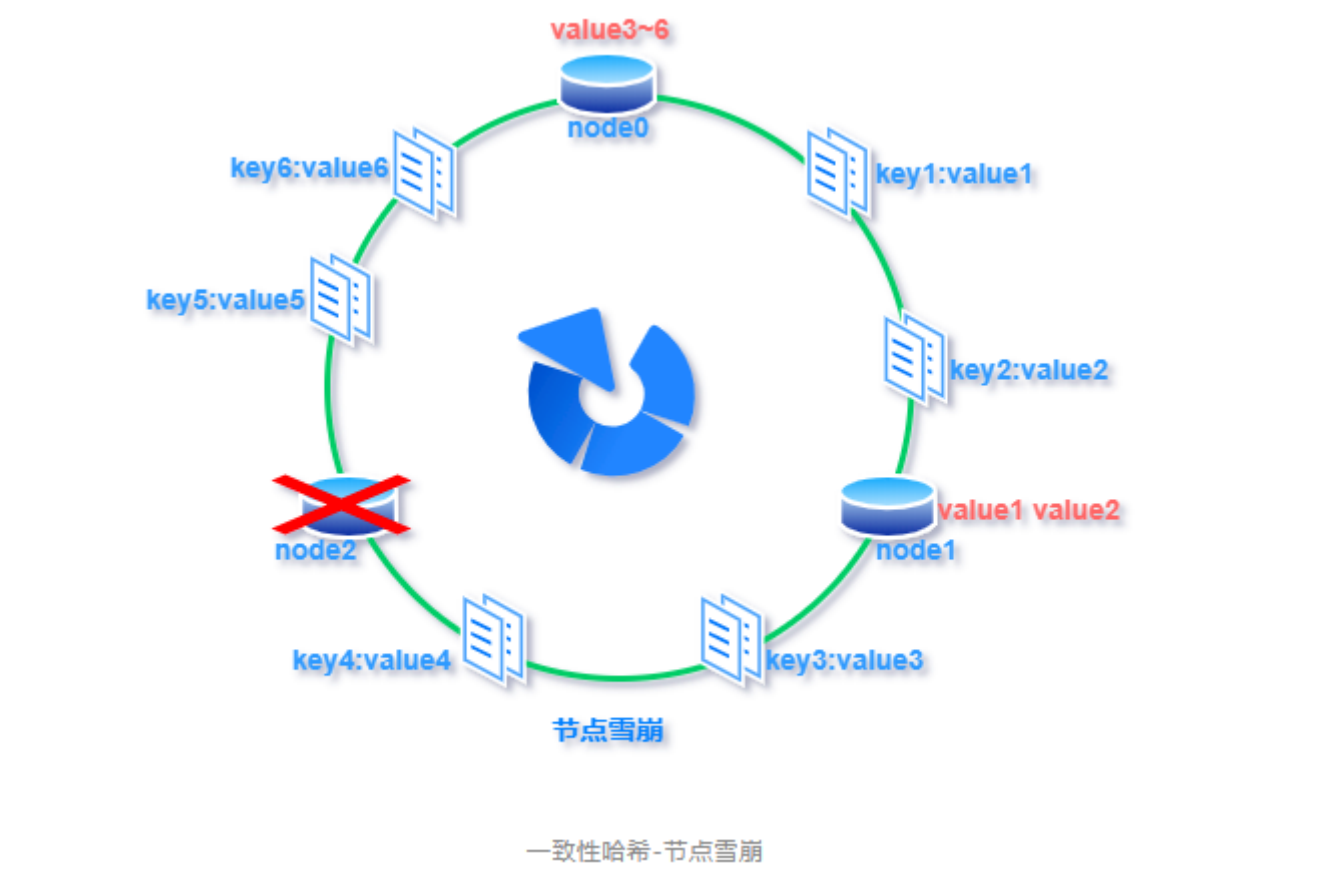 value3~6
node0
key6:value6
key1:value1
key5:value5
key2:value2
value1 value2
node2
node1
key4:value4
key3:value3
节点雪崩
一致性哈希-节点雪崩